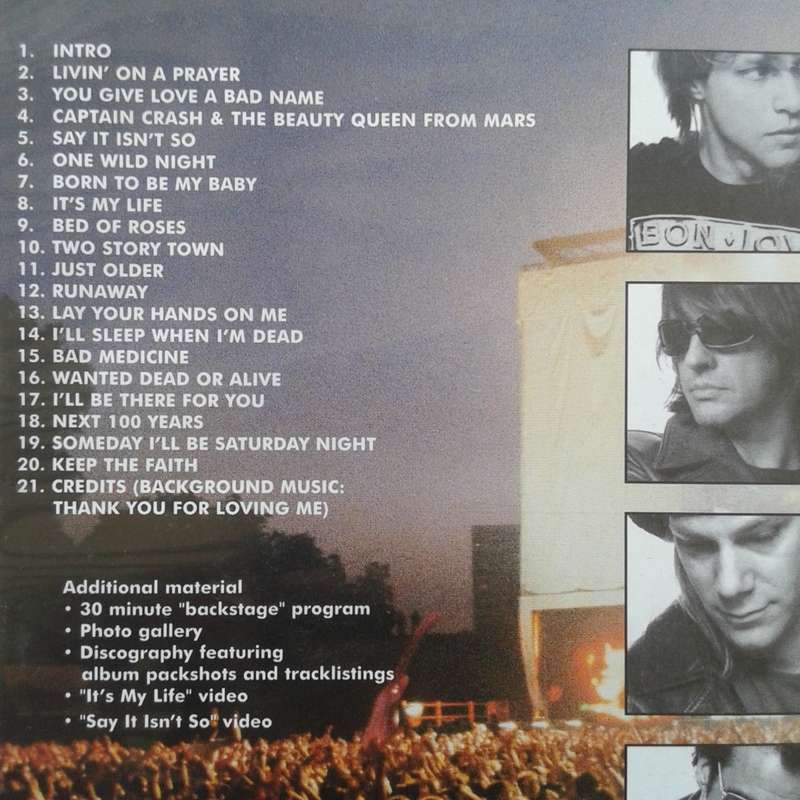 1. INTRO
2. LIVIN' ON A PRAYER
3. YOU GIVE LOVE A BAD NAME
4. CAPTAIN CRASH & THE BEAUTY QUEEN FROM MARS
5. SAY IT ISN'T SO
6. ONE WILD NIGHT
7. BORN TO BE MY BABY
8. IT'S MY LIFE
9. BED OF ROSES
10. TWO STORY TOWN
11. JUST OLDER
12. RUNAWAY
13. LAY YOUR HANDS ON ME
14. I'LL SLEEP WHEN I'M DEAD
15. BAD MEDICINE
16. WANTED DEAD OR ALIVE
17. I'LL BE THERE FOR YOU
18. NEXT 100 YEARS
19. SOMEDAY I'LL BE SATURDAY NIGHT
20. KEEP THE FAITH
21. CREDITS (BACKGROUND MUSIC:
THANK YOU FOR LOVING ME)
Additional material
• 30 minute "backstage" program
• Photo gallery
• Discography featuring
album packshots and tracklistings
• "It's My Life" video
• "Say It Isn't So" video
BON JOV